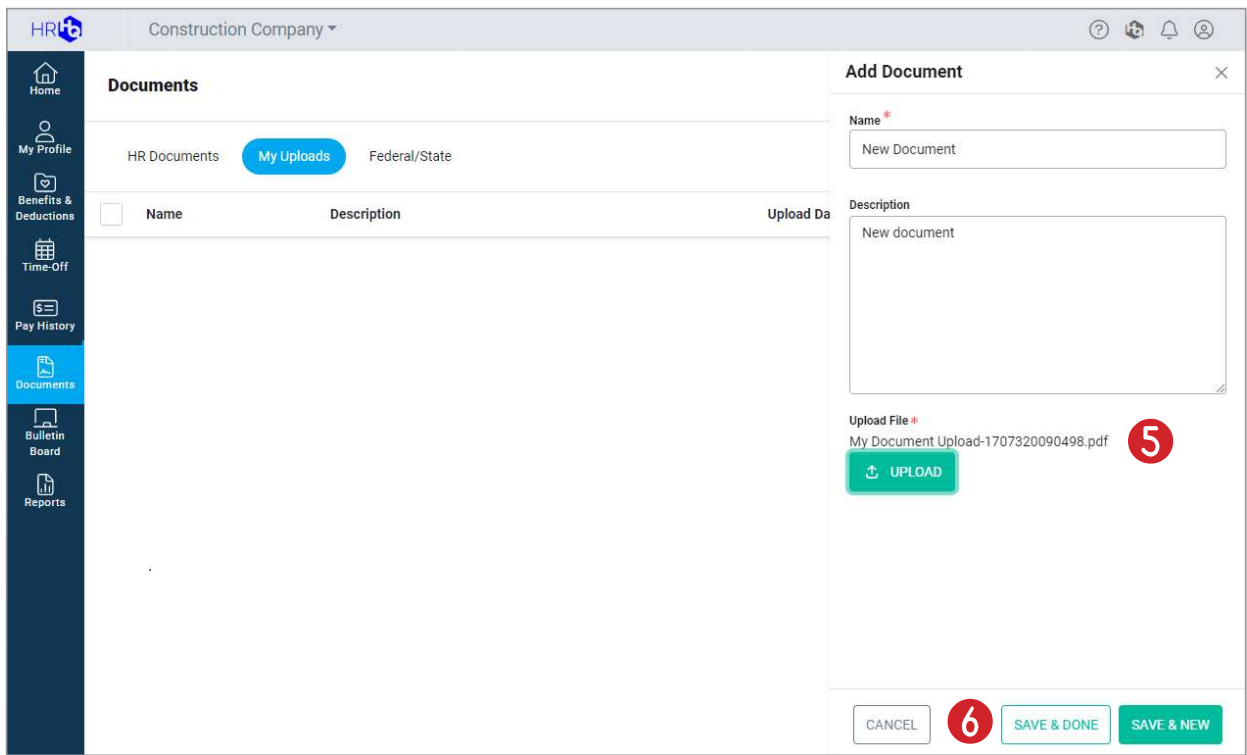 HRHQ
Construction Company
Home
My Profile
Benefits &
Deductions
Time-Off
Pay History
Documents
Bulletin
Board
Reports
Documents
HR Documents
My Uploads
Federal/State
Name
Description
Upload Da
Add Document
Name *
New Document
Description
New document
Upload File *
My Document Upload-1707320090498.pdf
5
UPLOAD
CANCEL
6
SAVE & DONE
SAVE & NEW